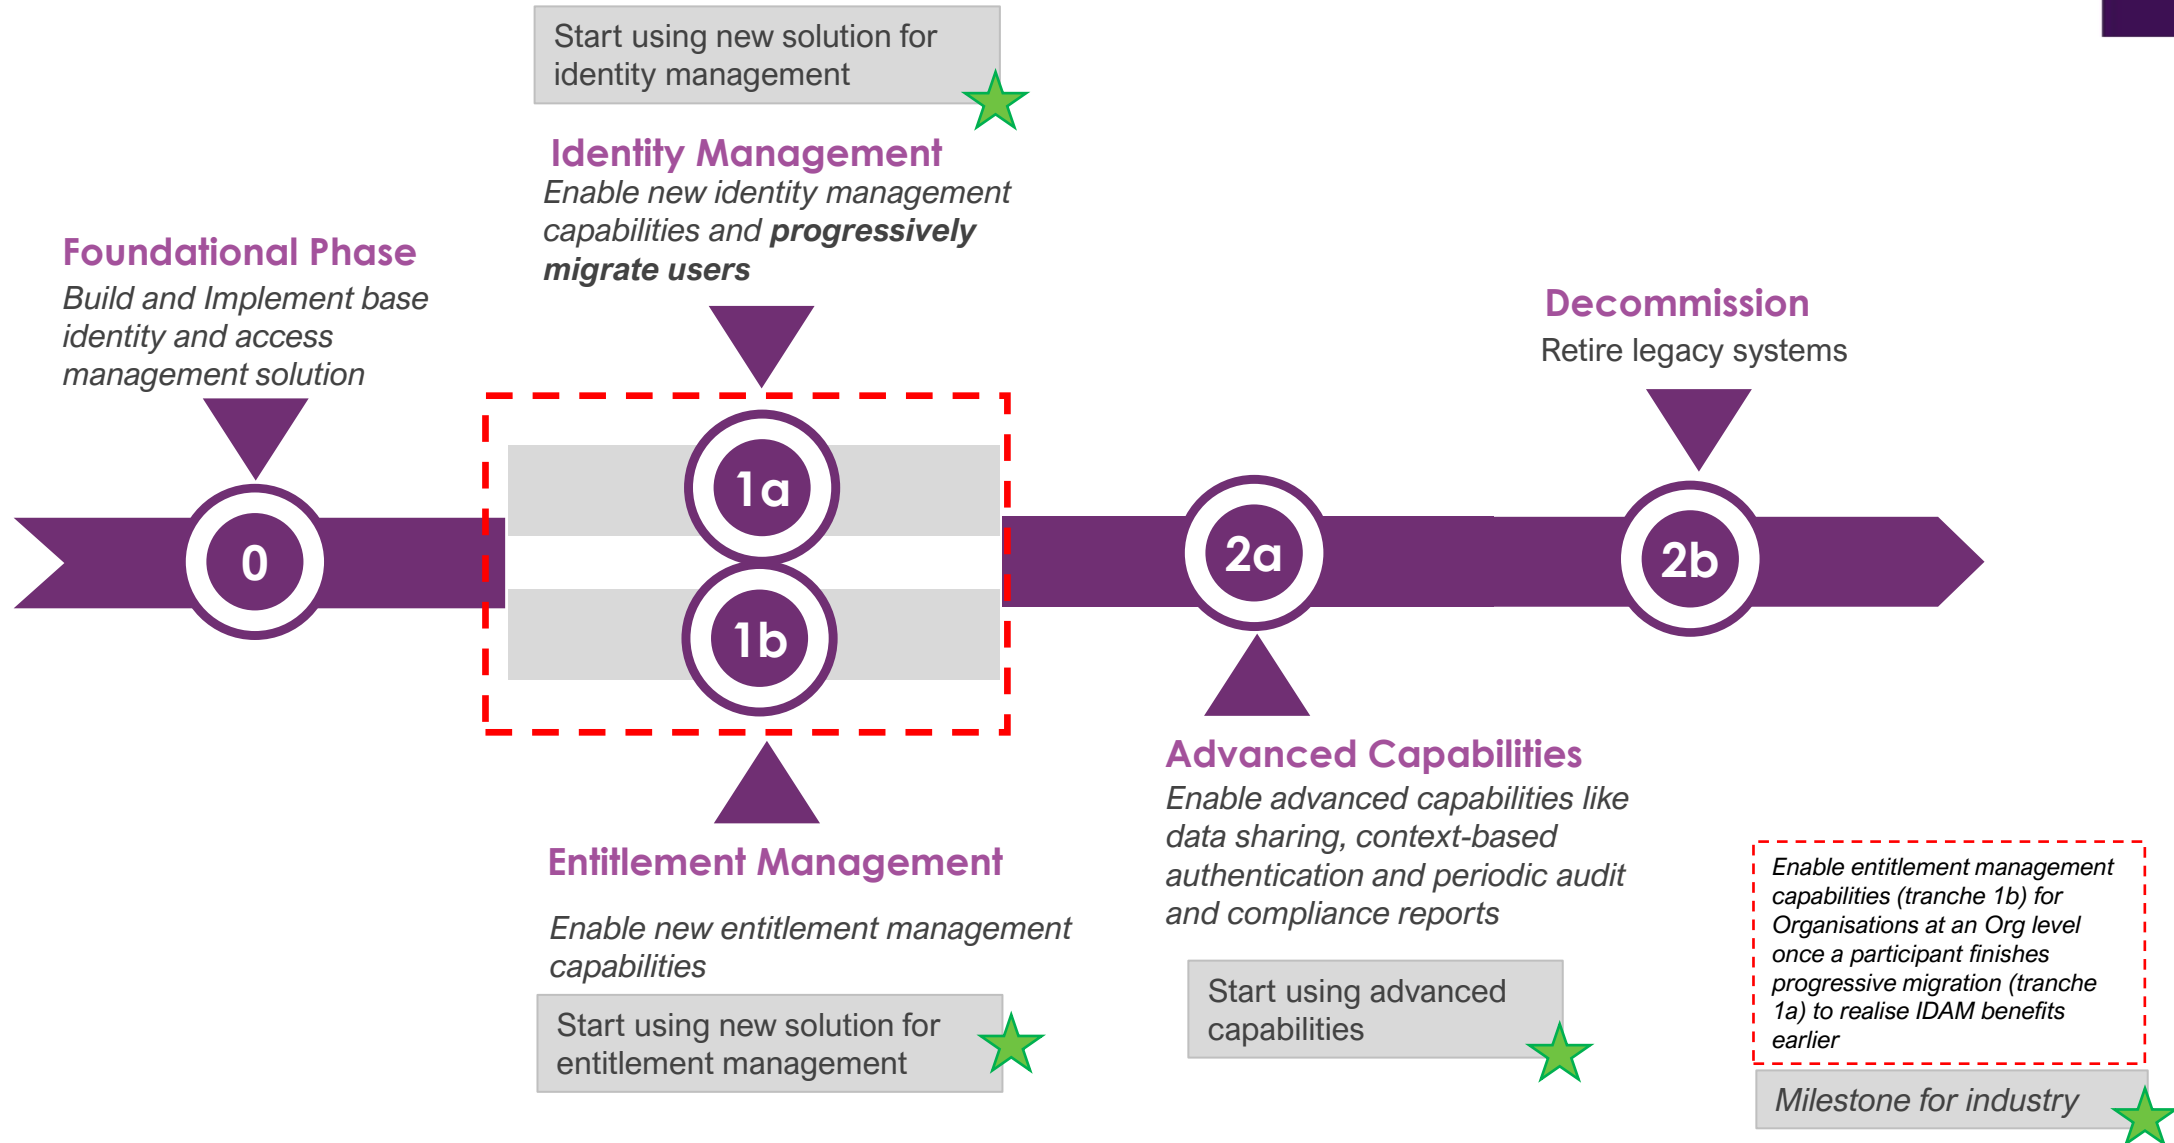 Start using new solution for
identity management
Identity Management
Enable new identity management
capabilities and progressively
migrate users
Foundational Phase
Build and Implement base
identity and access
management solution
Decommission
Retire legacy systems
0
1a
1b
2a
2b
Entitlement Management
Enable new entitlement management
capabilities
Start using new solution for
entitlement management
Advanced Capabilities
Enable advanced capabilities like
data sharing, context-based
authentication and periodic audit
and compliance reports
Start using advanced
capabilities
Enable entitlement management
capabilities (tranche 1b) for
Organisations at an Org level
once a participant finishes
progressive migration (tranche
1a) to realise IDAM benefits
earlier
Milestone for industry